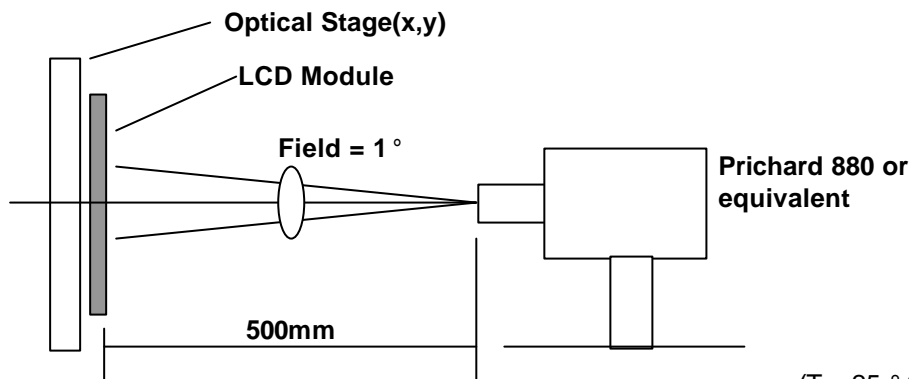 Optical Stage(x,y)
LCD Module
Field = 1 °
Prichard 880 or
equivalent
500mm